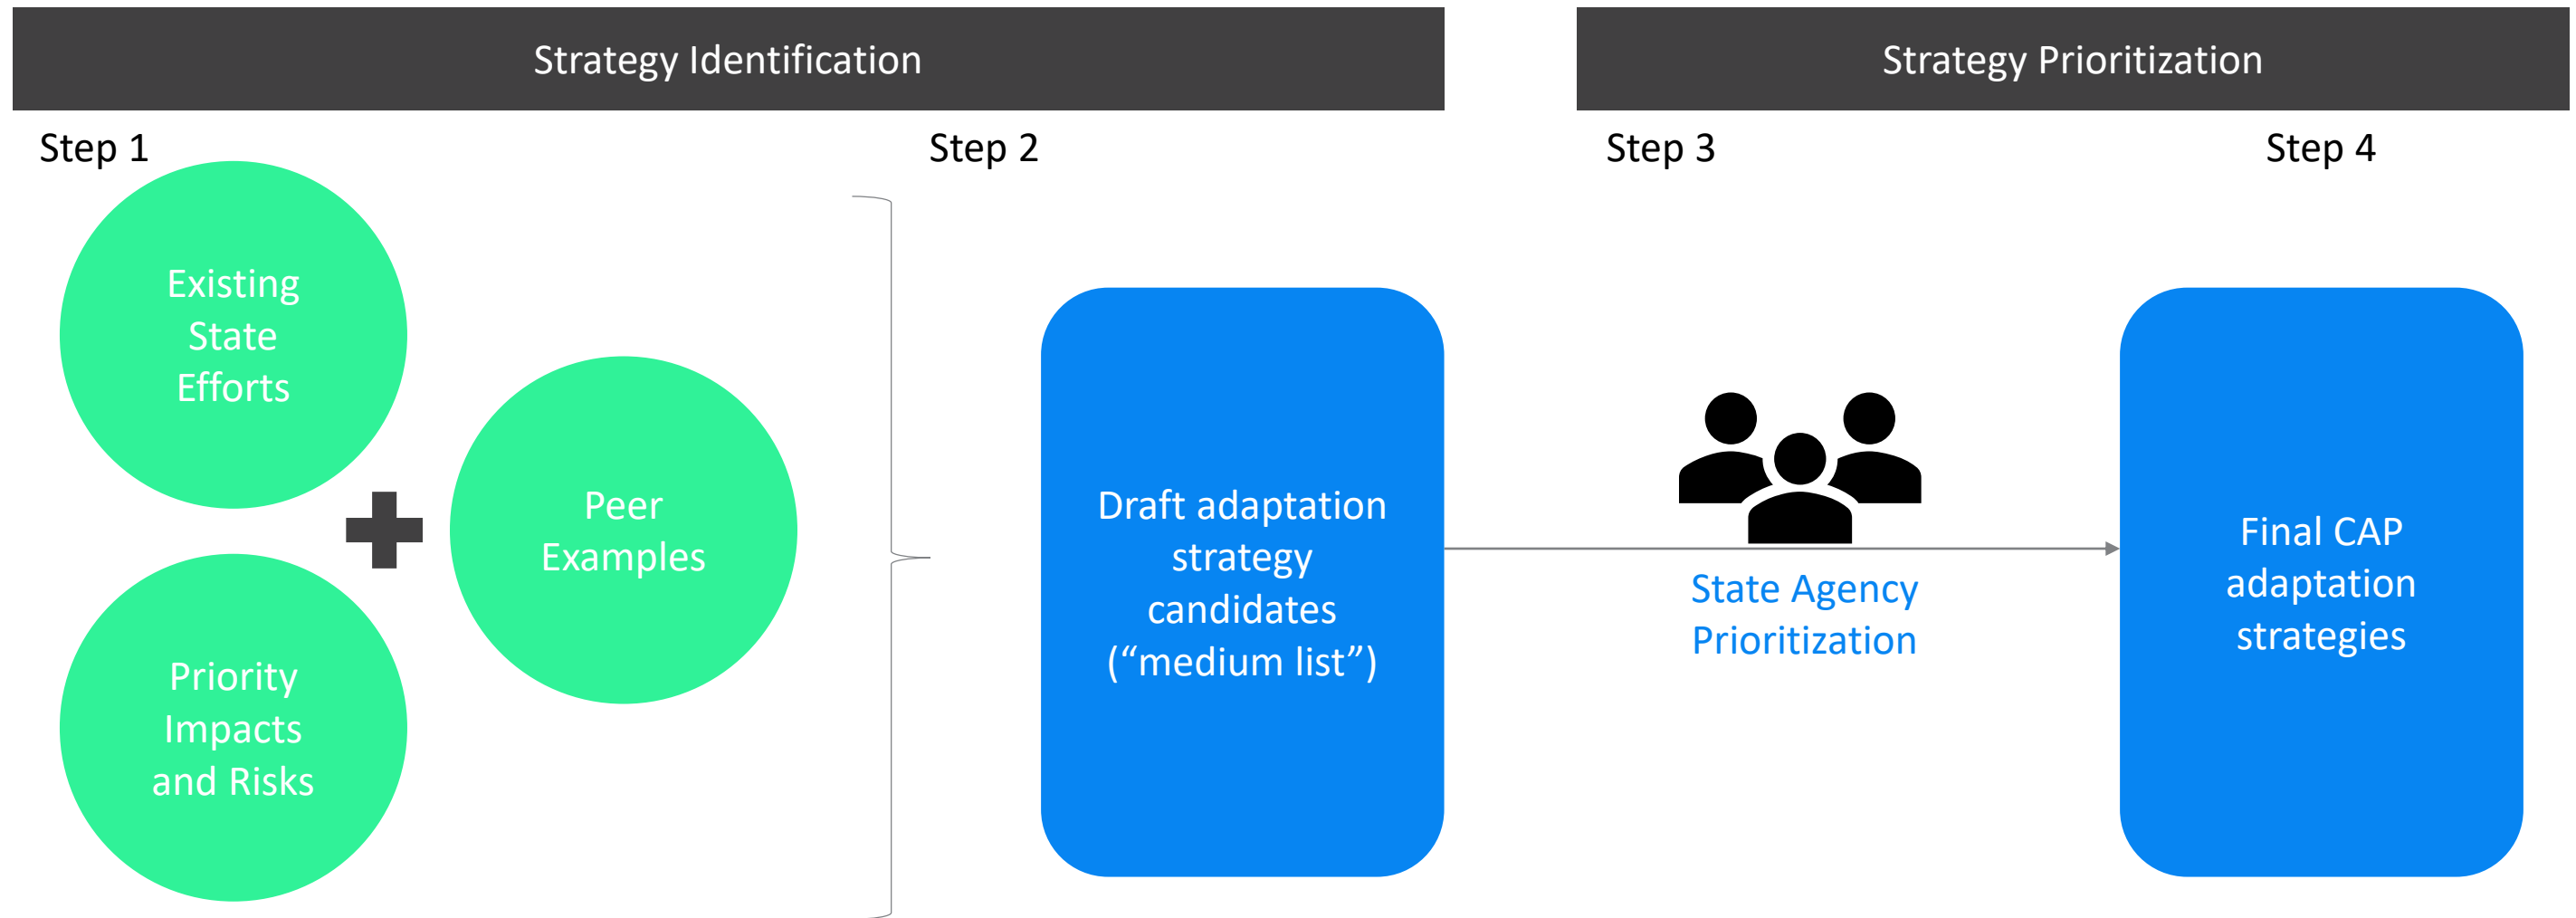 Strategy Identification
Strategy Prioritization
Step 1
Step 2
Step 3
Step 4
Existing
State
Efforts
Peer
Examples
Priority
Impacts
and Risks
Draft adaptation
strategy
candidates
(“medium list”)
State Agency
Prioritization
Final CAP
adaptation
strategies